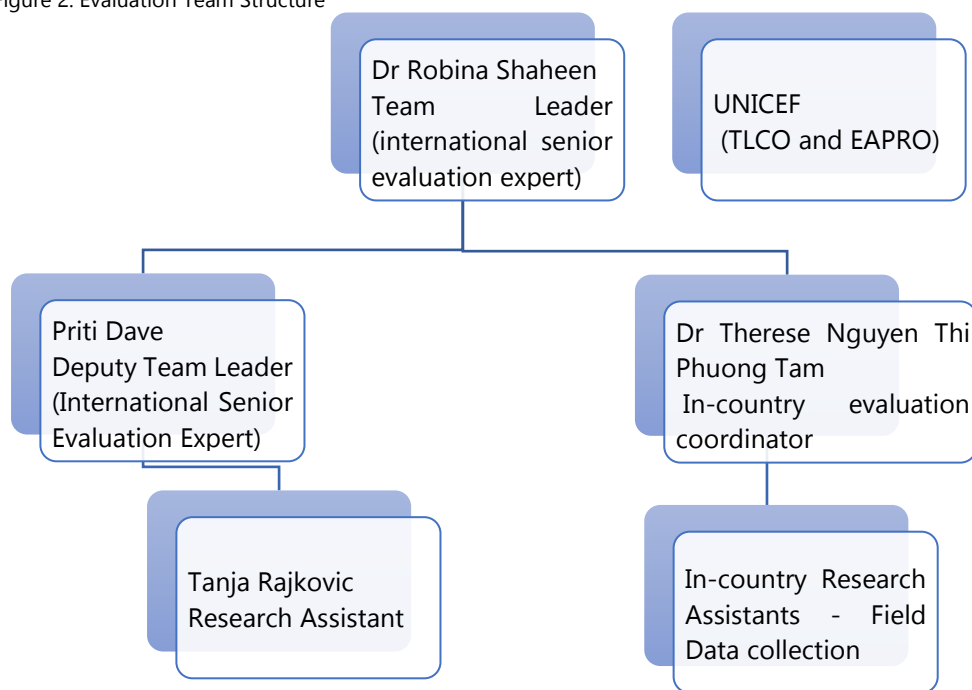 Figure 2. Evaluation Team Structure
Dr Robina Shaheen
Team Leader
(international senior
evaluation expert)
UNICEF
(TLCO and EAPRO)
Priti Dave
Deputy Team Leader
(International Senior
Evaluation Expert)
Dr Therese Nguyen Thi
Phuong Tam
In-country evaluation
coordinator
Tanja Rajkovic
Research Assistant
In-country Research
Assistants - Field
Data collection